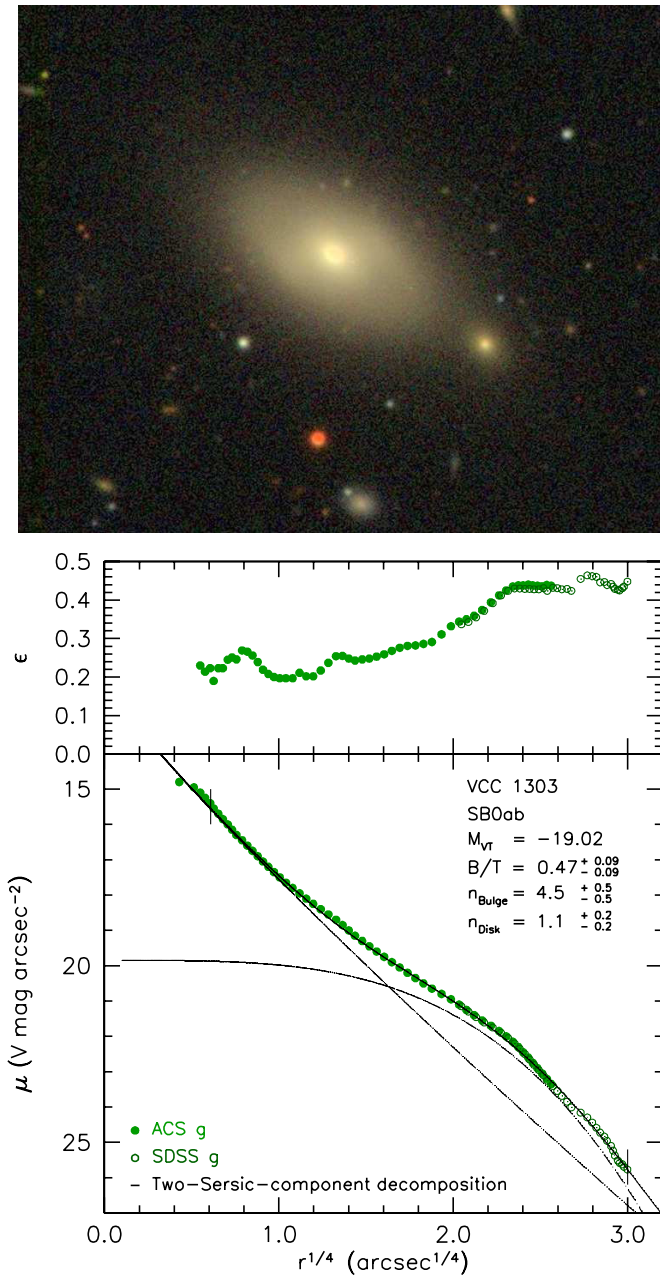 0.5
0.4
0.3
0.2
0.1
0.0
ε
15
20
25
μ (V mag arcsec⁻²)
VCC 1303
SB0ab
M_VT = −19.02
B/T = 0.47 + 0.09 − 0.09
n_Bulge = 4.5 + 0.5 − 0.5
n_Disk = 1.1 + 0.2 − 0.2
ACS g
SDSS g
Two−Sersic−component decomposition
0.0 1.0 2.0 3.0
r^1/4 (arcsec^1/4)